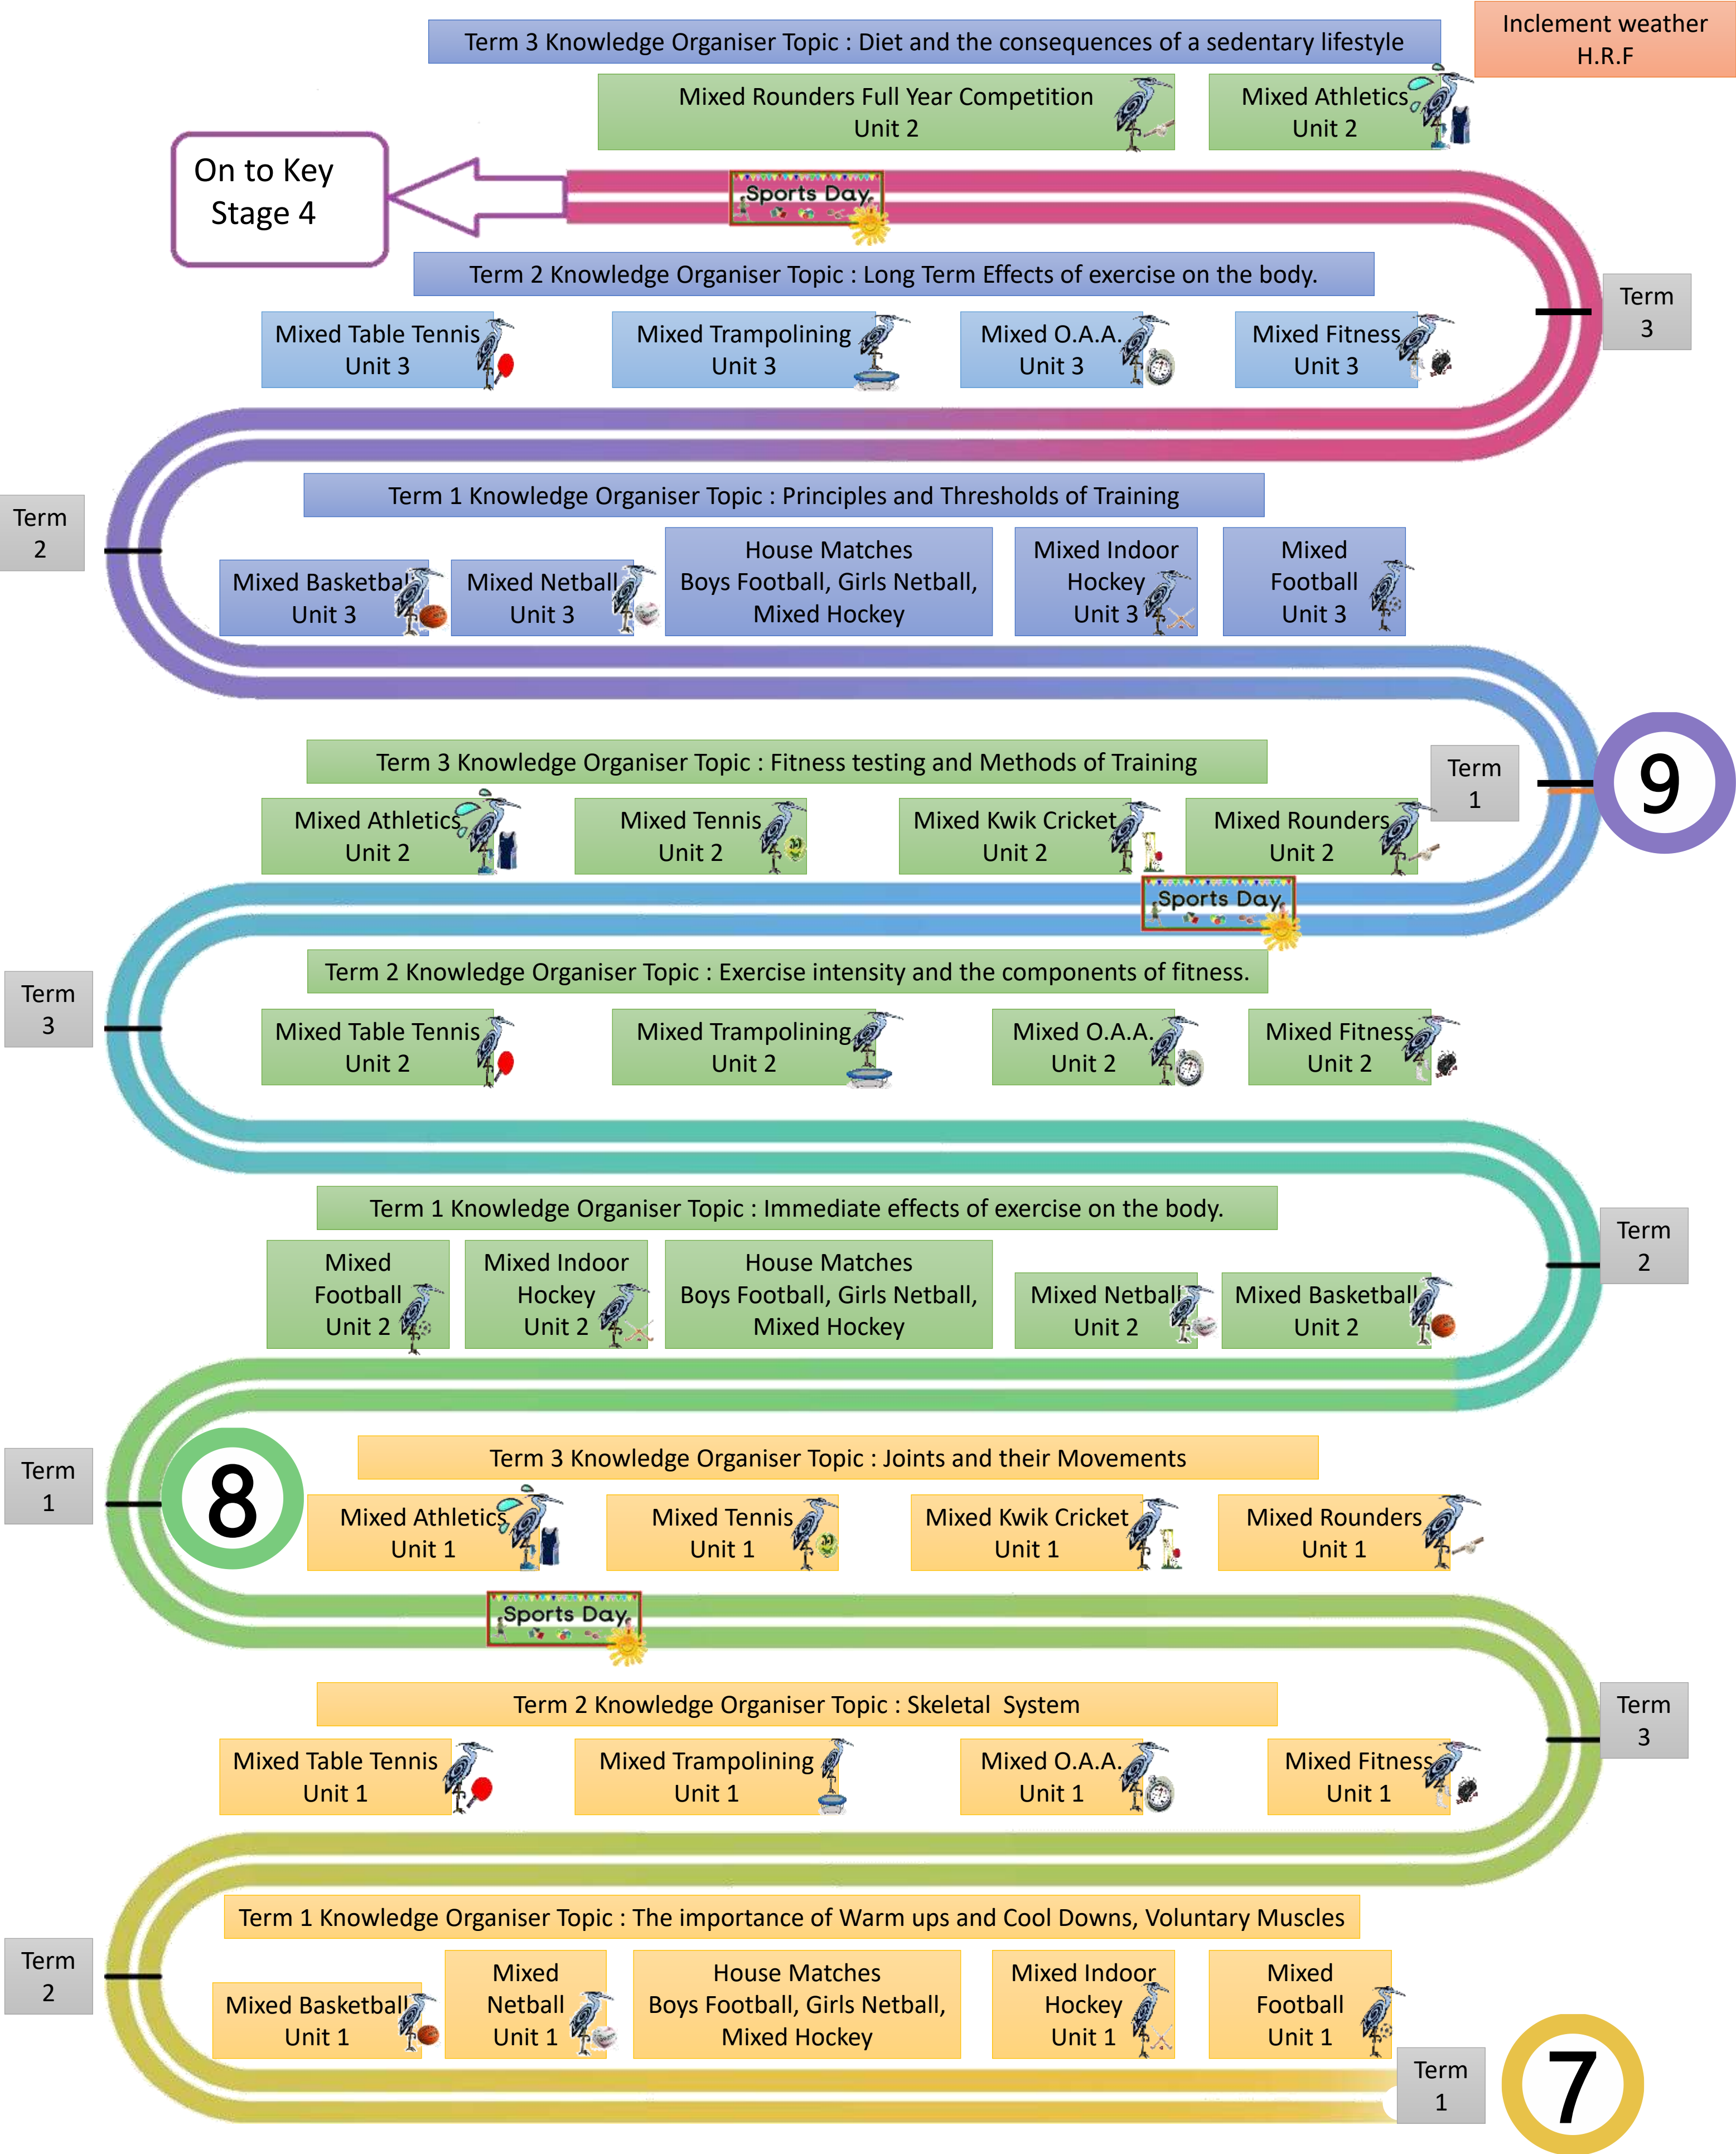 Term 3 Knowledge Organiser Topic : Diet and the consequences of a sedentary lifestyle
Inclement weather
H.R.F
Mixed Rounders Full Year Competition
Unit 2
Mixed Athletics
Unit 2
On to Key
Stage 4
Sports Day
Term 2 Knowledge Organiser Topic : Long Term Effects of exercise on the body.
Term
3
Mixed Table Tennis
Unit 3
Mixed Trampolining
Unit 3
Mixed O.A.A.
Unit 3
Mixed Fitness
Unit 3
Term 1 Knowledge Organiser Topic : Principles and Thresholds of Training
Term
2
Mixed Basketball
Unit 3
Mixed Netball
Unit 3
House Matches
Boys Football, Girls Netball,
Mixed Hockey
Mixed Indoor
Hockey
Unit 3
Mixed
Football
Unit 3
Term 3 Knowledge Organiser Topic : Fitness testing and Methods of Training
Term
1
9
Mixed Athletics
Unit 2
Mixed Tennis
Unit 2
Mixed Kwik Cricket
Unit 2
Mixed Rounders
Unit 2
Sports Day
Term 2 Knowledge Organiser Topic : Exercise intensity and the components of fitness.
Term
3
Mixed Table Tennis
Unit 2
Mixed Trampolining
Unit 2
Mixed O.A.A.
Unit 2
Mixed Fitness
Unit 2
Term 1 Knowledge Organiser Topic : Immediate effects of exercise on the body.
Term
2
Mixed
Football
Unit 2
Mixed Indoor
Hockey
Unit 2
House Matches
Boys Football, Girls Netball,
Mixed Hockey
Mixed Netball
Unit 2
Mixed Basketball
Unit 2
Term
1
8
Term 3 Knowledge Organiser Topic : Joints and their Movements
Mixed Athletics
Unit 1
Mixed Tennis
Unit 1
Mixed Kwik Cricket
Unit 1
Mixed Rounders
Unit 1
Sports Day
Term 2 Knowledge Organiser Topic : Skeletal System
Term
3
Mixed Table Tennis
Unit 1
Mixed Trampolining
Unit 1
Mixed O.A.A.
Unit 1
Mixed Fitness
Unit 1
Term 1 Knowledge Organiser Topic : The importance of Warm ups and Cool Downs, Voluntary Muscles
Term
2
Mixed Basketball
Unit 1
Mixed
Netball
Unit 1
House Matches
Boys Football, Girls Netball,
Mixed Hockey
Mixed Indoor
Hockey
Unit 1
Mixed
Football
Unit 1
Term
1
7